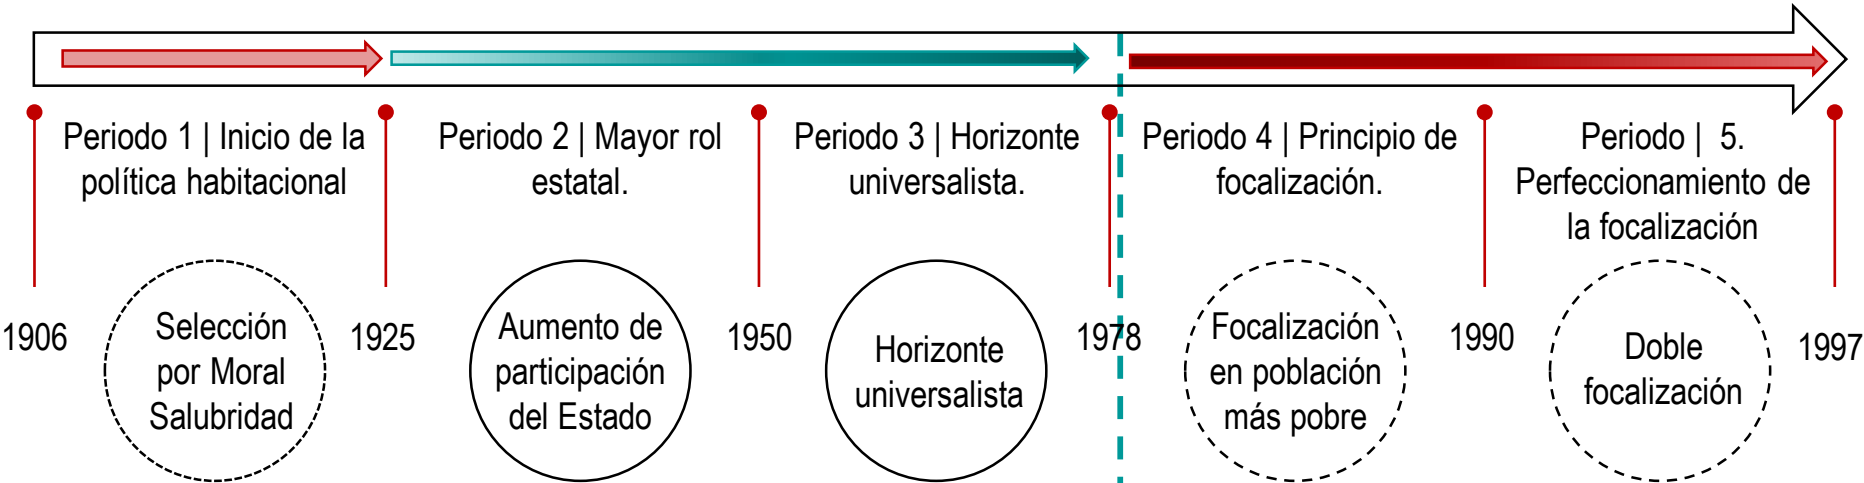 Periodo 1 | Inicio de la
política habitacional
Periodo 2 | Mayor rol
estatal.
Periodo 3 | Horizonte
universalista.
Periodo 4 | Principio de
focalización.
Periodo | 5.
Perfeccionamiento de
la focalización
1906
Selección
por Moral
Salubridad
1925
Aumento de
participación
del Estado
1950
Horizonte
universalista
1978
Focalización
en población
más pobre
1990
Doble
focalización
1997